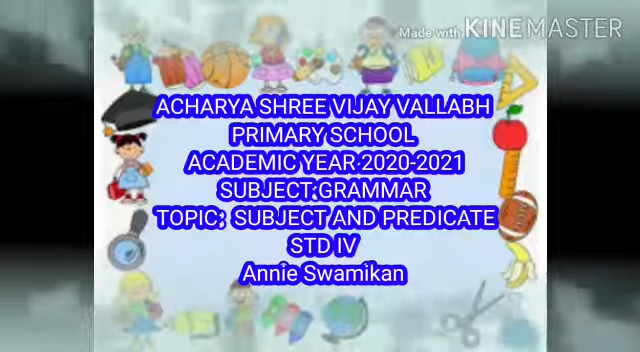 Made with KINEMASTER
ACHARYA SHREE VIJAY VALLABH
PRIMARY SCHOOL
ACADEMIC YEAR 2020-2021
SUBJECT:GRAMMAR
TOPIC: SUBJECT AND PREDICATE
STD IV
Annie Swamikan